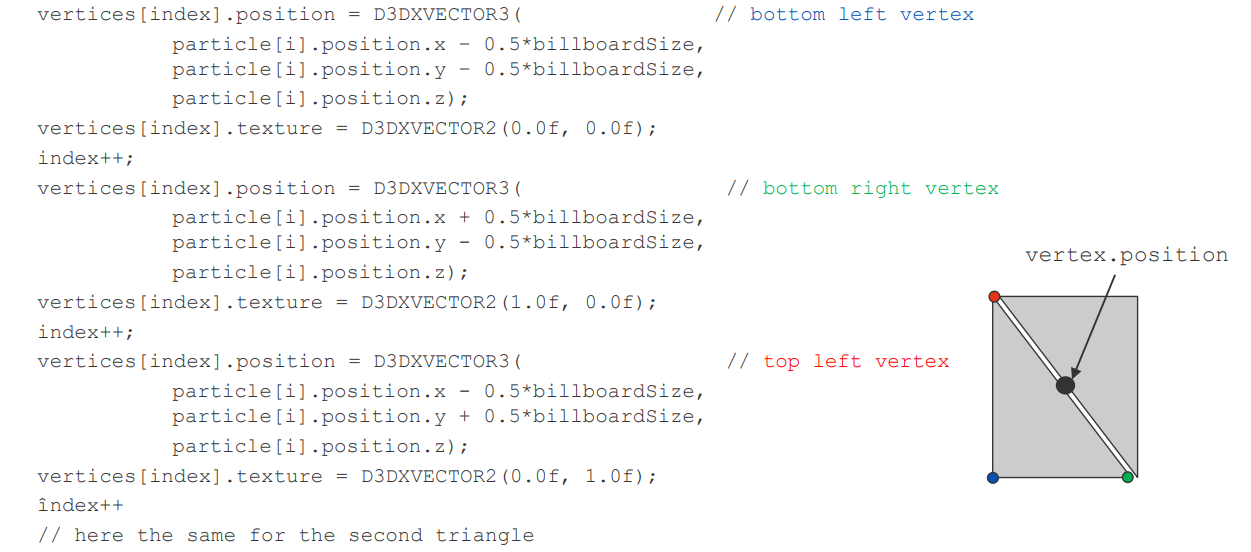 vertices[index].position = D3DXVECTOR3( // bottom left vertex
particle[i].position.x – 0.5*billboardSize,
particle[i].position.y – 0.5*billboardSize,
particle[i].position.z);
vertices[index].texture = D3DXVECTOR2(0.0f, 0.0f);
index++;
vertices[index].position = D3DXVECTOR3( // bottom right vertex
particle[i].position.x + 0.5*billboardSize,
particle[i].position.y - 0.5*billboardSize,
particle[i].position.z);
vertices[index].texture = D3DXVECTOR2(1.0f, 0.0f);
index++;
vertices[index].position = D3DXVECTOR3( // top left vertex
particle[i].position.x - 0.5*billboardSize,
particle[i].position.y + 0.5*billboardSize,
particle[i].position.z);
vertices[index].texture = D3DXVECTOR2(0.0f, 1.0f);
îndex++
// here the same for the second triangle
vertex.position